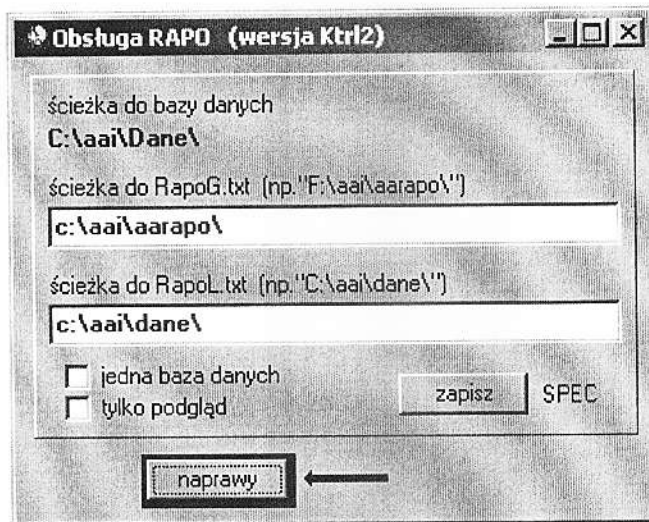 Obsługa RAPO (wersja Ktrl2)
ścieżka do bazy danych
C:\aai\Dane\
ścieżka do RapoG.txt (np."F:\aai\aarapo\")
c:\aai\aarapo\
ścieżka do RapoL.txt (np."C:\aai\dane\")
c:\aai\dane\
jedna baza danych
tylko podgląd
zapisz SPEC
naprawy